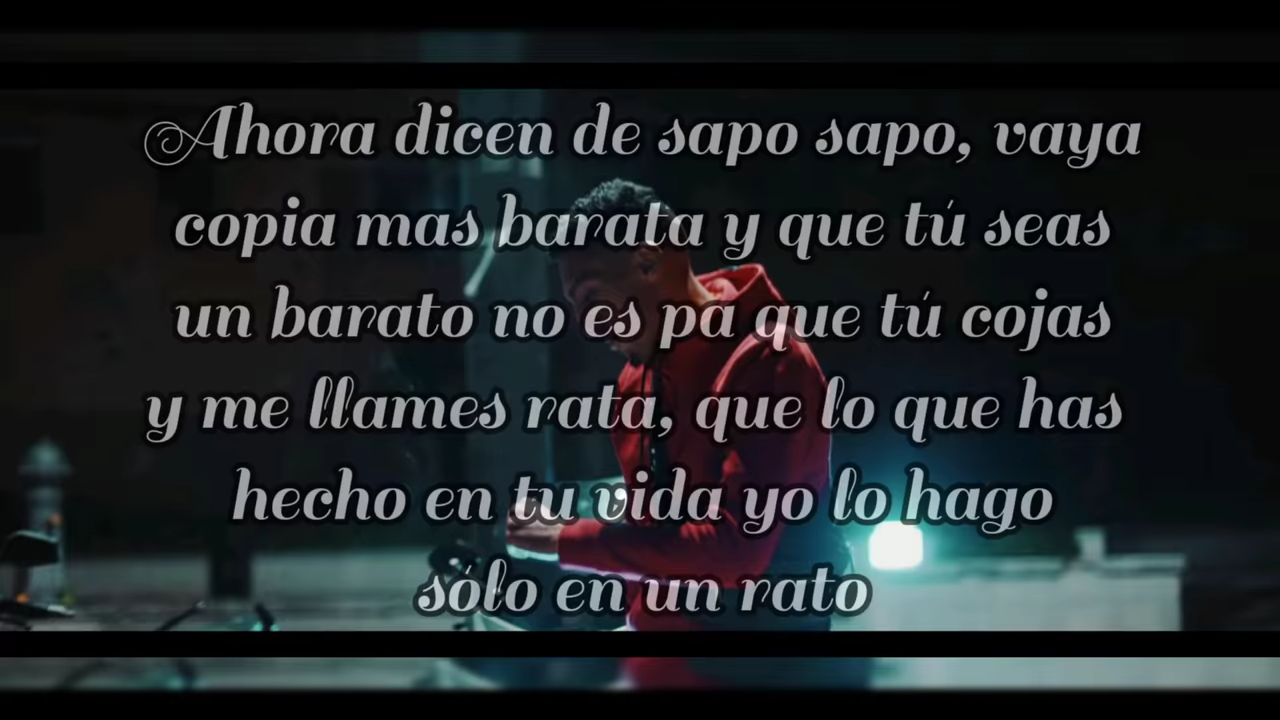 Ahora dicen de sapo sapo, vaya
copia mas barata y que tú seas
un barato no es pa que tú cojas
y me llames rata, que lo que has
hecho en tu vida yo lo hago
sólo en un rato